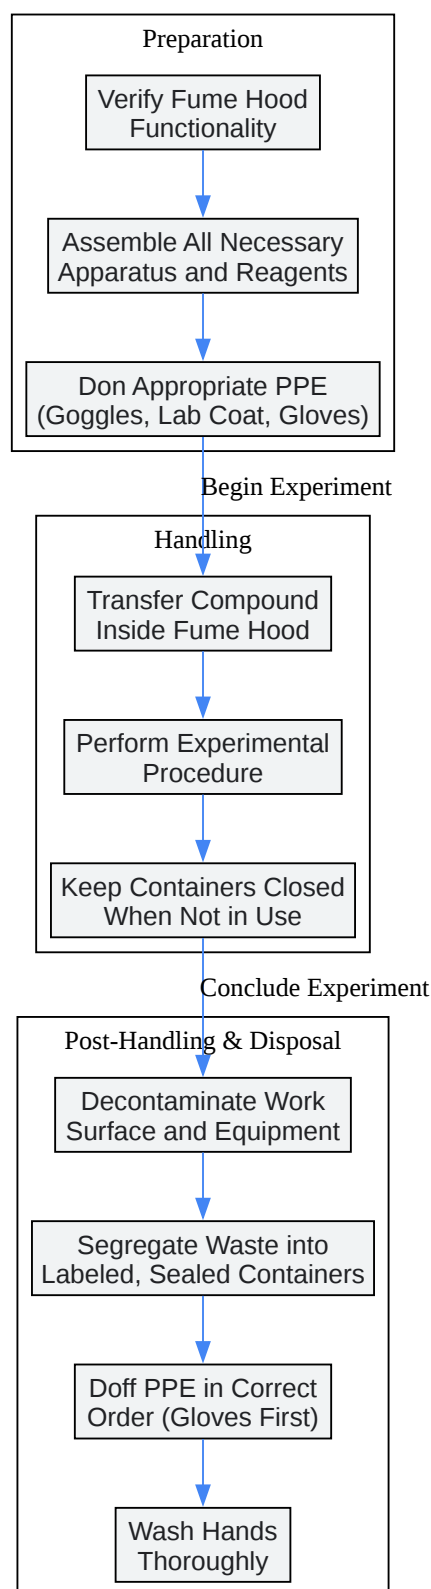 Preparation
Verify Fume Hood
Functionality
Assemble All Necessary
Apparatus and Reagents
Don Appropriate PPE
(Goggles, Lab Coat, Gloves)
Begin Experiment
Handling
Transfer Compound
Inside Fume Hood
Perform Experimental
Procedure
Keep Containers Closed
When Not in Use
Conclude Experiment
Post-Handling & Disposal
Decontaminate Work
Surface and Equipment
Segregate Waste into
Labeled, Sealed Containers
Doff PPE in Correct
Order (Gloves First)
Wash Hands
Thoroughly